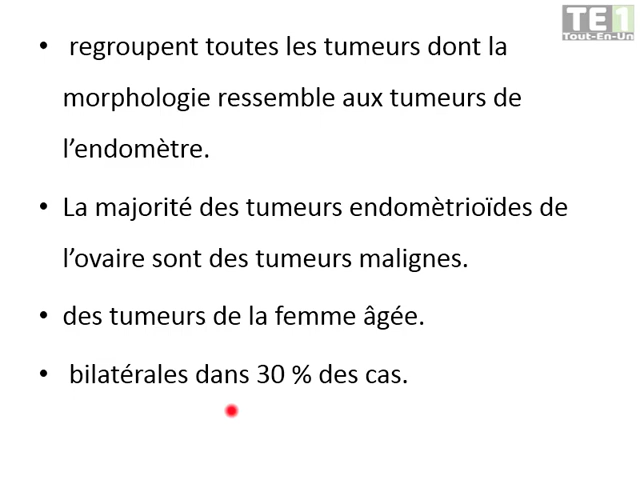 TE1
Tout-En-Un
• regroupent toutes les tumeurs dont la
morphologie ressemble aux tumeurs de
l’endomètre.
• La majorité des tumeurs endomètrioïdes de
l’ovaire sont des tumeurs malignes.
• des tumeurs de la femme âgée.
• bilatérales dans 30 % des cas.